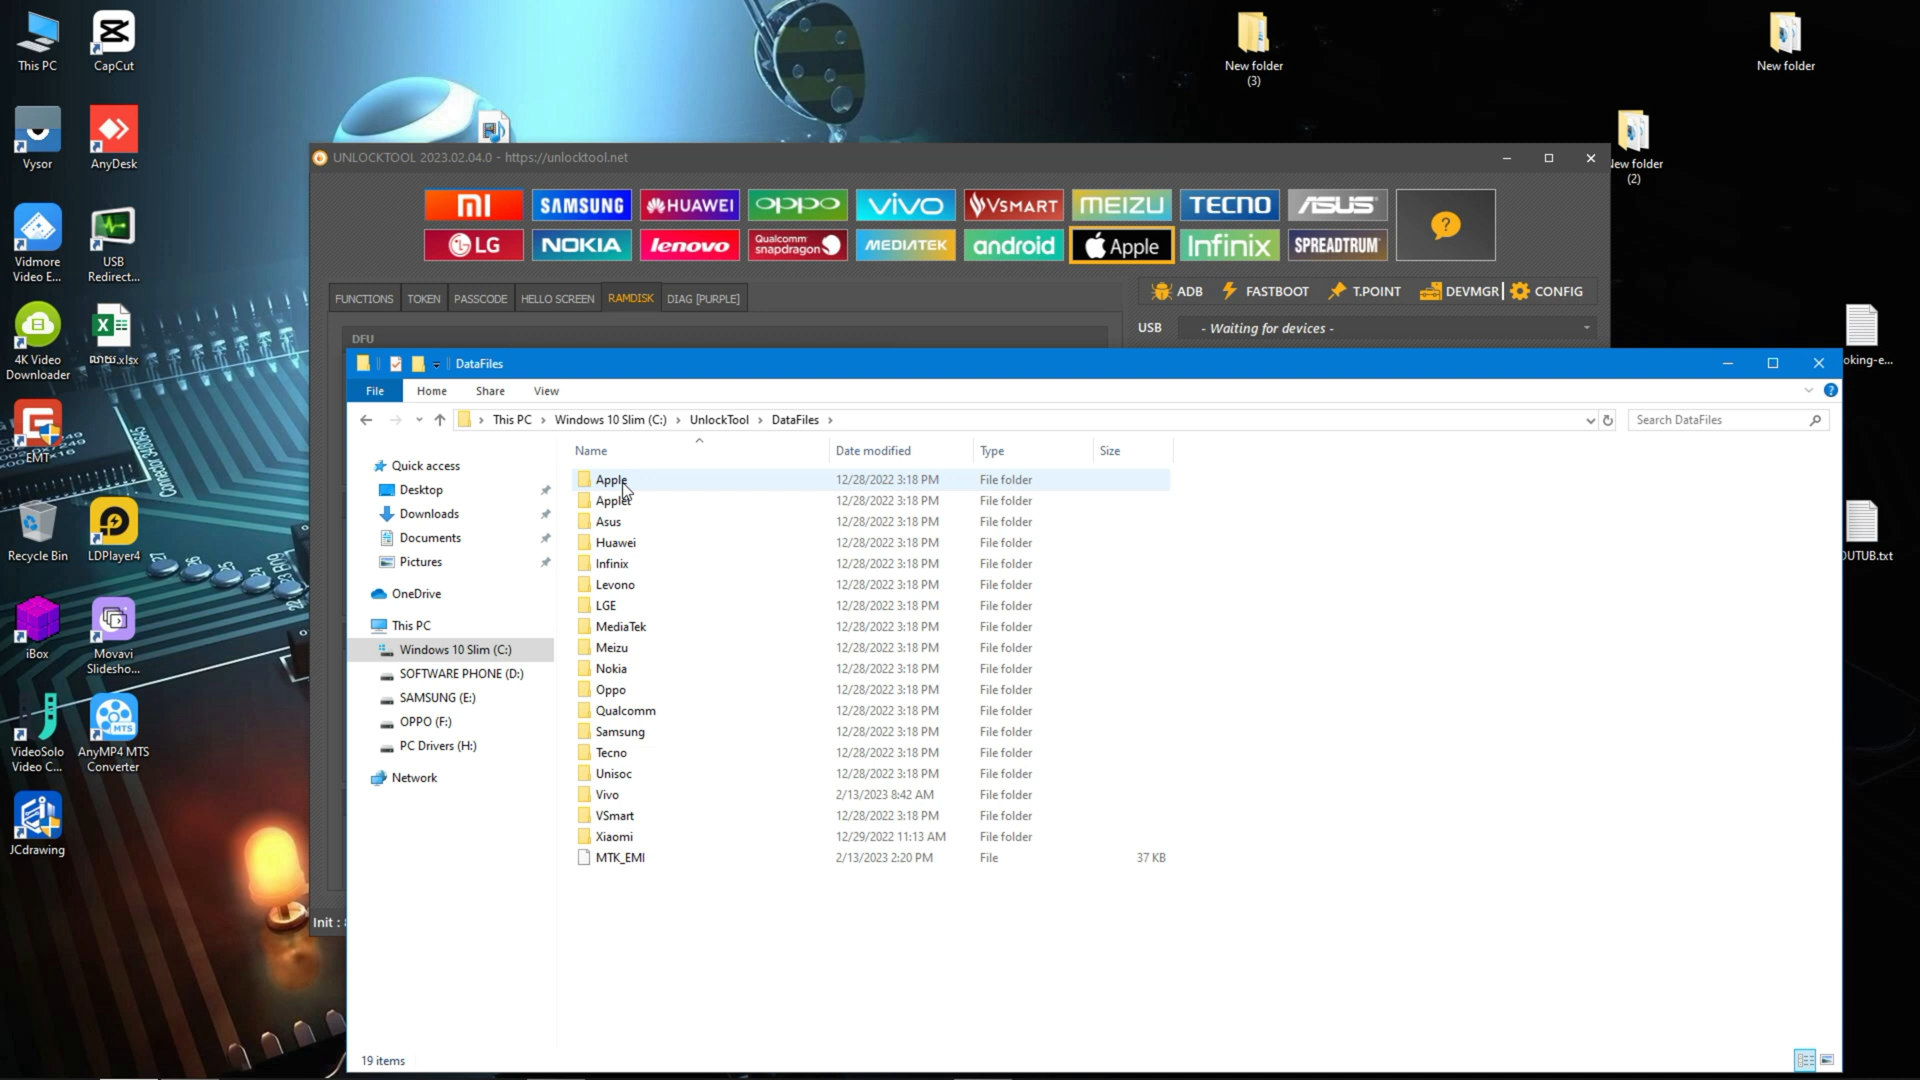 This PC
CapCut
Vysor
AnyDesk
Vidmore
Video E...
USB
Redirect...
4K Video
Downloader
សាយ.xlsx
EMT
Recycle Bin
LDPlayer4
iBox
Movavi
Slidesho...
VideoSolo
Video C...
AnyMP4 MTS
Converter
JCdrawing
New folder
(3)
New folder
New folder
(2)
oking-e...
OUTUB.txt
UNLOCKTOOL 2023.02.04.0 - https://unlocktool.net
SAMSUNG
HUAWEI
oppo
vivo
VSMART
MEIZU
TECNO
ASUS
LG
NOKIA
lenovo
Qualcomm
snapdragon
MEDIATEK
android
Apple
Infinix
SPREADTRUM
FUNCTIONS
TOKEN
PASSCODE
HELLO SCREEN
RAMDISK
DIAG [PURPLE]
ADB
FASTBOOT
T.POINT
DEVMGR
CONFIG
USB
- Waiting for devices -
DFU
Init :
DataFiles
File
Home
Share
View
This PC > Windows 10 Slim (C:) > UnlockTool > DataFiles >
Search DataFiles
Quick access
Desktop
Downloads
Documents
Pictures
OneDrive
This PC
Windows 10 Slim (C:)
SOFTWARE PHONE (D:)
SAMSUNG (E:)
OPPO (F:)
PC Drivers (H:)
Network
Name Date modified Type Size
Apple 12/28/2022 3:18 PM File folder
Applet 12/28/2022 3:18 PM File folder
Asus 12/28/2022 3:18 PM File folder
Huawei 12/28/2022 3:18 PM File folder
Infinix 12/28/2022 3:18 PM File folder
Levono 12/28/2022 3:18 PM File folder
LGE 12/28/2022 3:18 PM File folder
MediaTek 12/28/2022 3:18 PM File folder
Meizu 12/28/2022 3:18 PM File folder
Nokia 12/28/2022 3:18 PM File folder
Oppo 12/28/2022 3:18 PM File folder
Qualcomm 12/28/2022 3:18 PM File folder
Samsung 12/28/2022 3:18 PM File folder
Tecno 12/28/2022 3:18 PM File folder
Unisoc 12/28/2022 3:18 PM File folder
Vivo 2/13/2023 8:42 AM File folder
VSmart 12/28/2022 3:18 PM File folder
Xiaomi 12/29/2022 11:13 AM File folder
MTK_EMI 2/13/2023 2:20 PM File 37 KB
19 items